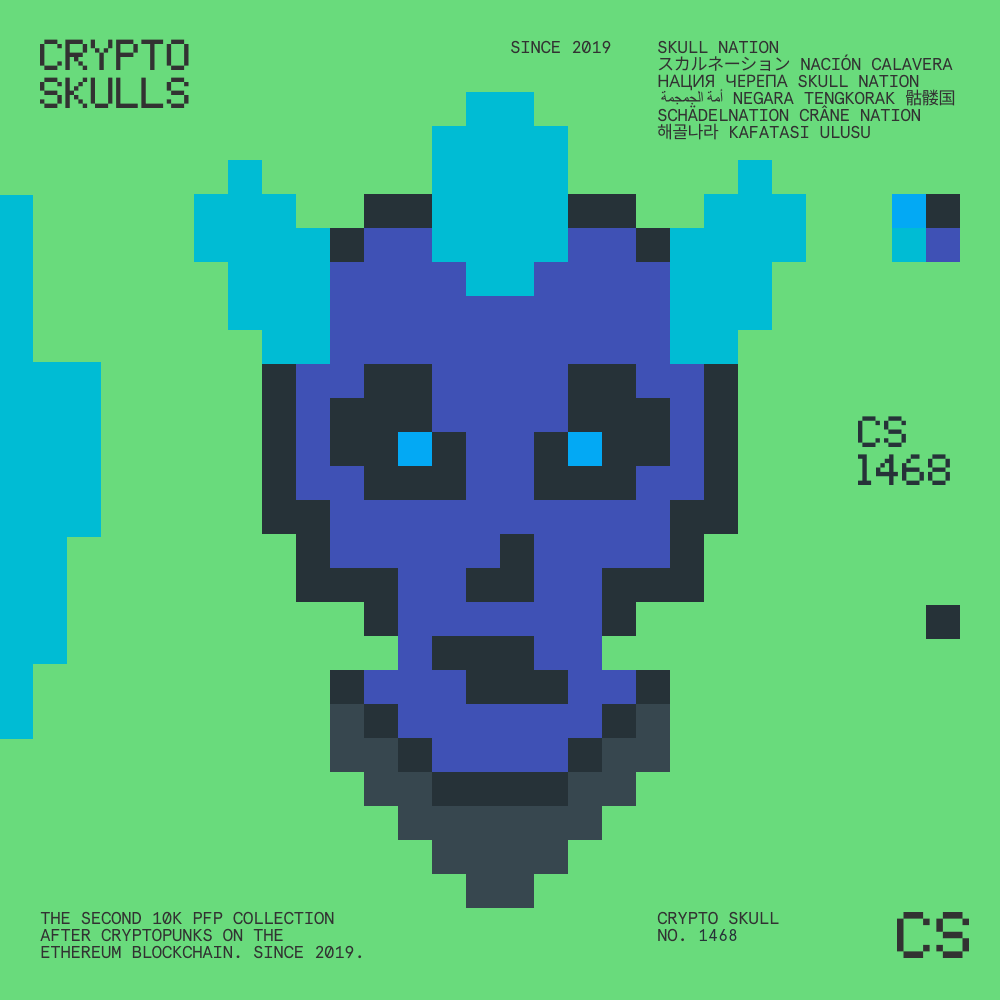 CRYPTO
SKULLS
SINCE 2019
SKULL NATION
スカルネーション NACIÓN CALAVERA
НАЦИЯ ЧЕРЕПА SKULL NATION
أمة الجمجمة NEGARA TENGKORAK 骷髅国
SCHÄDELNATION CRÂNE NATION
해골나라 KAFATASI ULUSU
CS
1468
THE SECOND 10K PFP COLLECTION
AFTER CRYPTOPUNKS ON THE
ETHEREUM BLOCKCHAIN. SINCE 2019.
CRYPTO SKULL
NO. 1468
CS